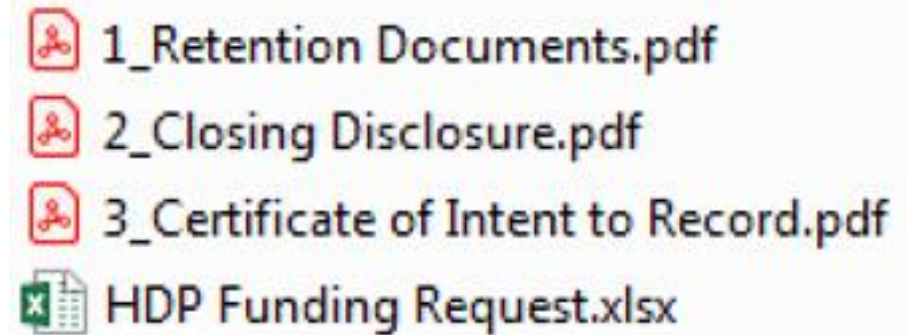 1_Retention Documents.pdf
2_Closing Disclosure.pdf
3_Certificate of Intent to Record.pdf
HDP Funding Request.xlsx